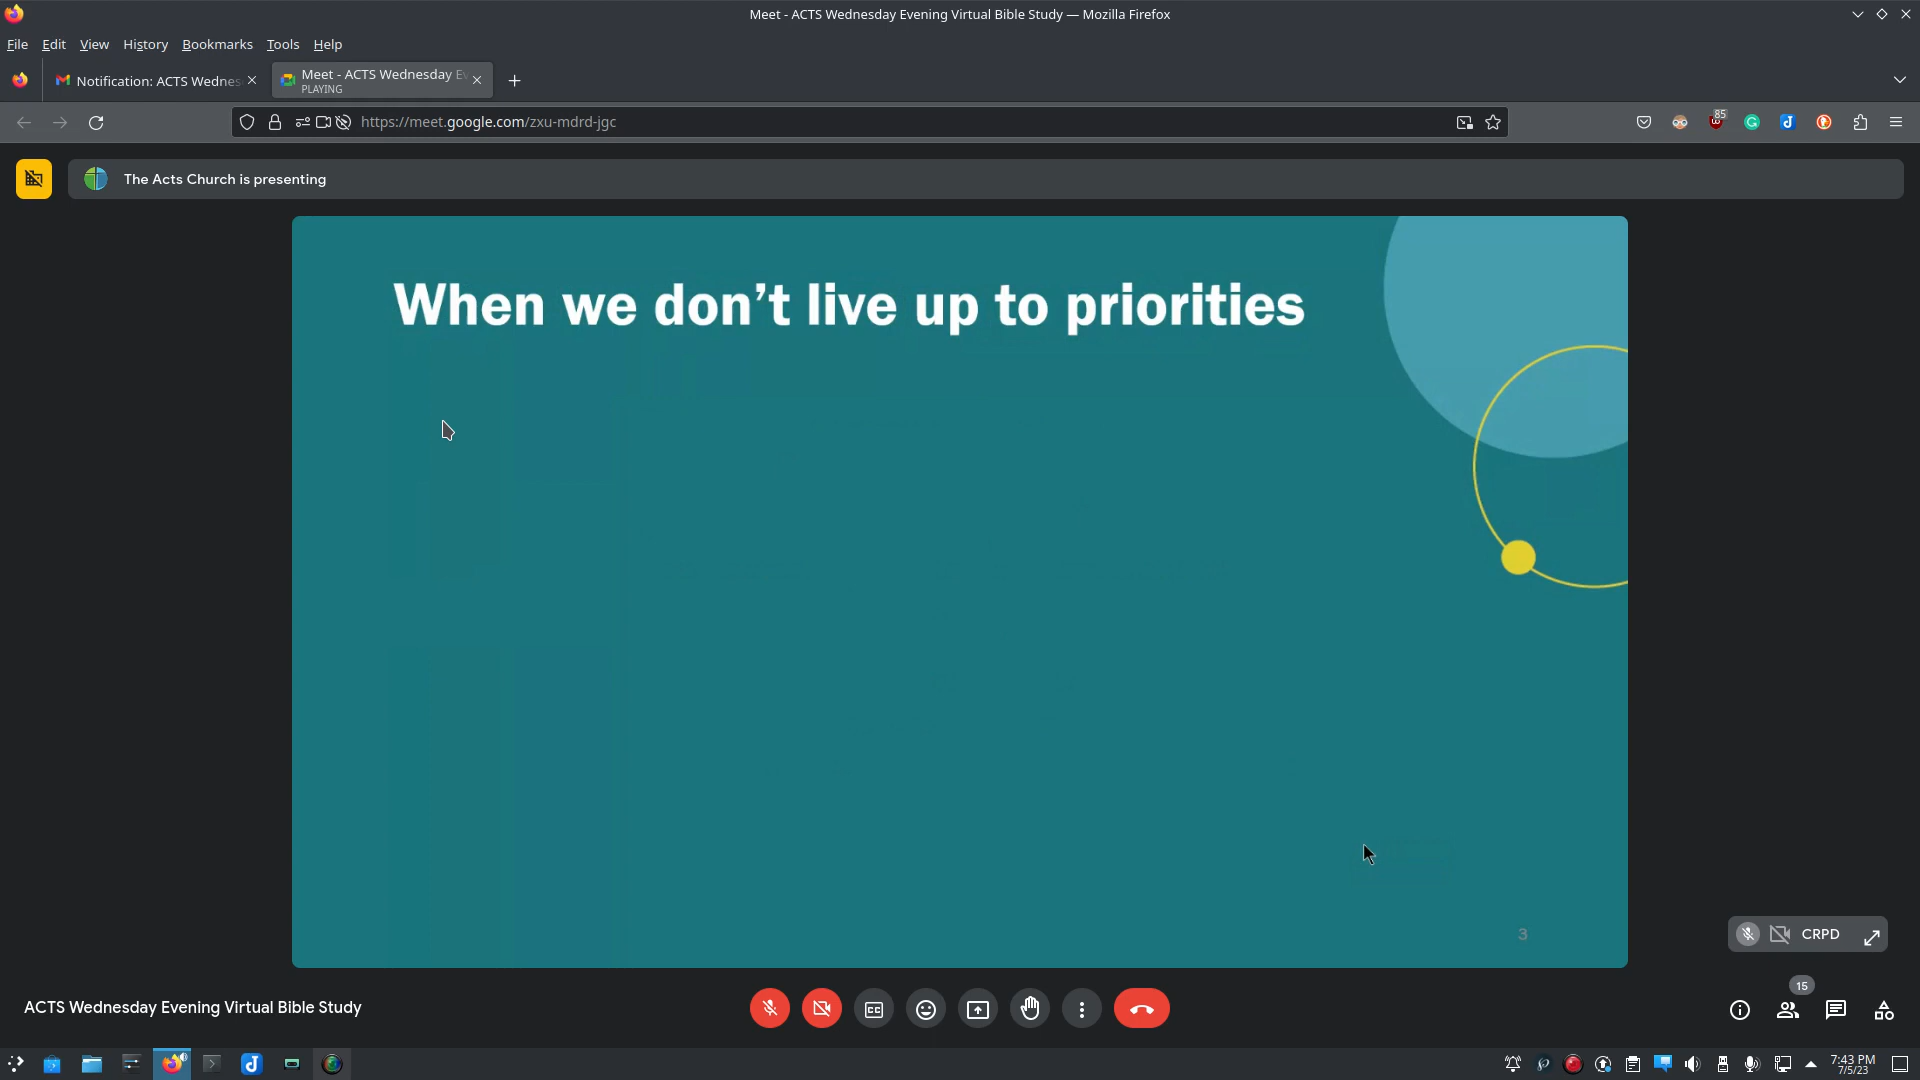 Meet - ACTS Wednesday Evening Virtual Bible Study — Mozilla Firefox
File Edit View History Bookmarks Tools Help
Notification: ACTS Wednes
Meet - ACTS Wednesday Ev
PLAYING
https://meet.google.com/zxu-mdrd-jgc
85
The Acts Church is presenting
When we don’t live up to priorities
3
CRPD
ACTS Wednesday Evening Virtual Bible Study
15
7:43 PM
7/5/23